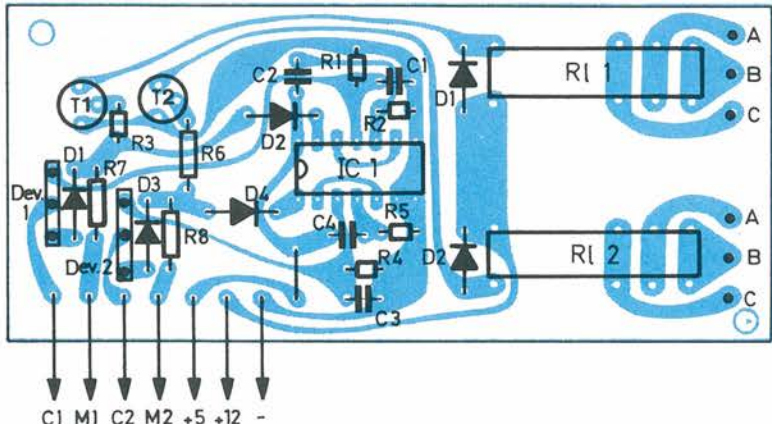 A
R1
C1
C2
Rl 1
B
T1
T2
D1
R3
D2
R2
C
D1
R6
IC 1
R7
Dev.
1
D3
D4
A
C4
R5
R8
D2
Rl 2
B
Dev.2
R4
C
C3
C1 M1 C2 M2 +5 +12 -